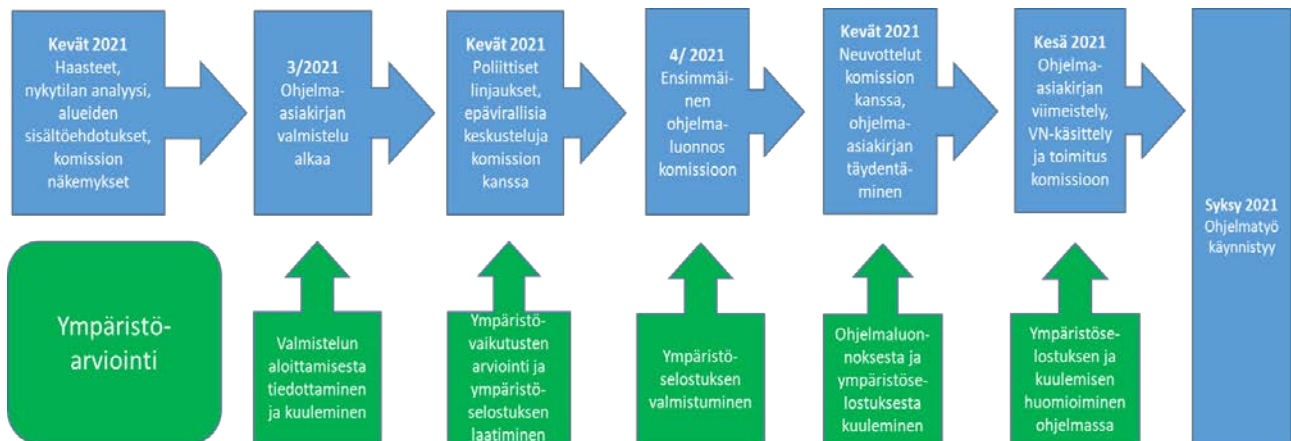 Kevät 2021
Haasteet,
nykytilan analyysi,
alueiden
sisältöehdotukset,
komission
näkemykset
3/2021
Ohjelma-
asiakirjan
valmistelu
alkaa
Kevät 2021
Poliittiset
linjaukset,
epävirallisia
keskusteluja
komission
kanssa
4/ 2021
Ensimmäi-
nen
ohjelma-
luonnos
komissioon
Kevät 2021
Neuvottelut
komission
kanssa,
ohjelma-
asiakirjan
täydentä-
minen
Kesä 2021
Ohjelma-
asiakirjan
viimeistely,
VN-käsittely
ja toimitus
komissioon
Syksy 2021
Ohjelmatyö
käynnistyy
Ympäristö-
arviointi
Valmistelun
aloittamisesta
tiedottaminen
ja kuuleminen
Ympäristö-
vaikutusten
arviointi ja
ympäristö-
selostuksen
laatiminen
Ympäristö-
selostuksen
valmistuminen
Ohjelmaluon-
noksesta ja
ympäristöse-
lostuksesta
kuuleminen
Ympäristöse-
lostuksen ja
kuulemisen
huomioiminen
ohjelmassa